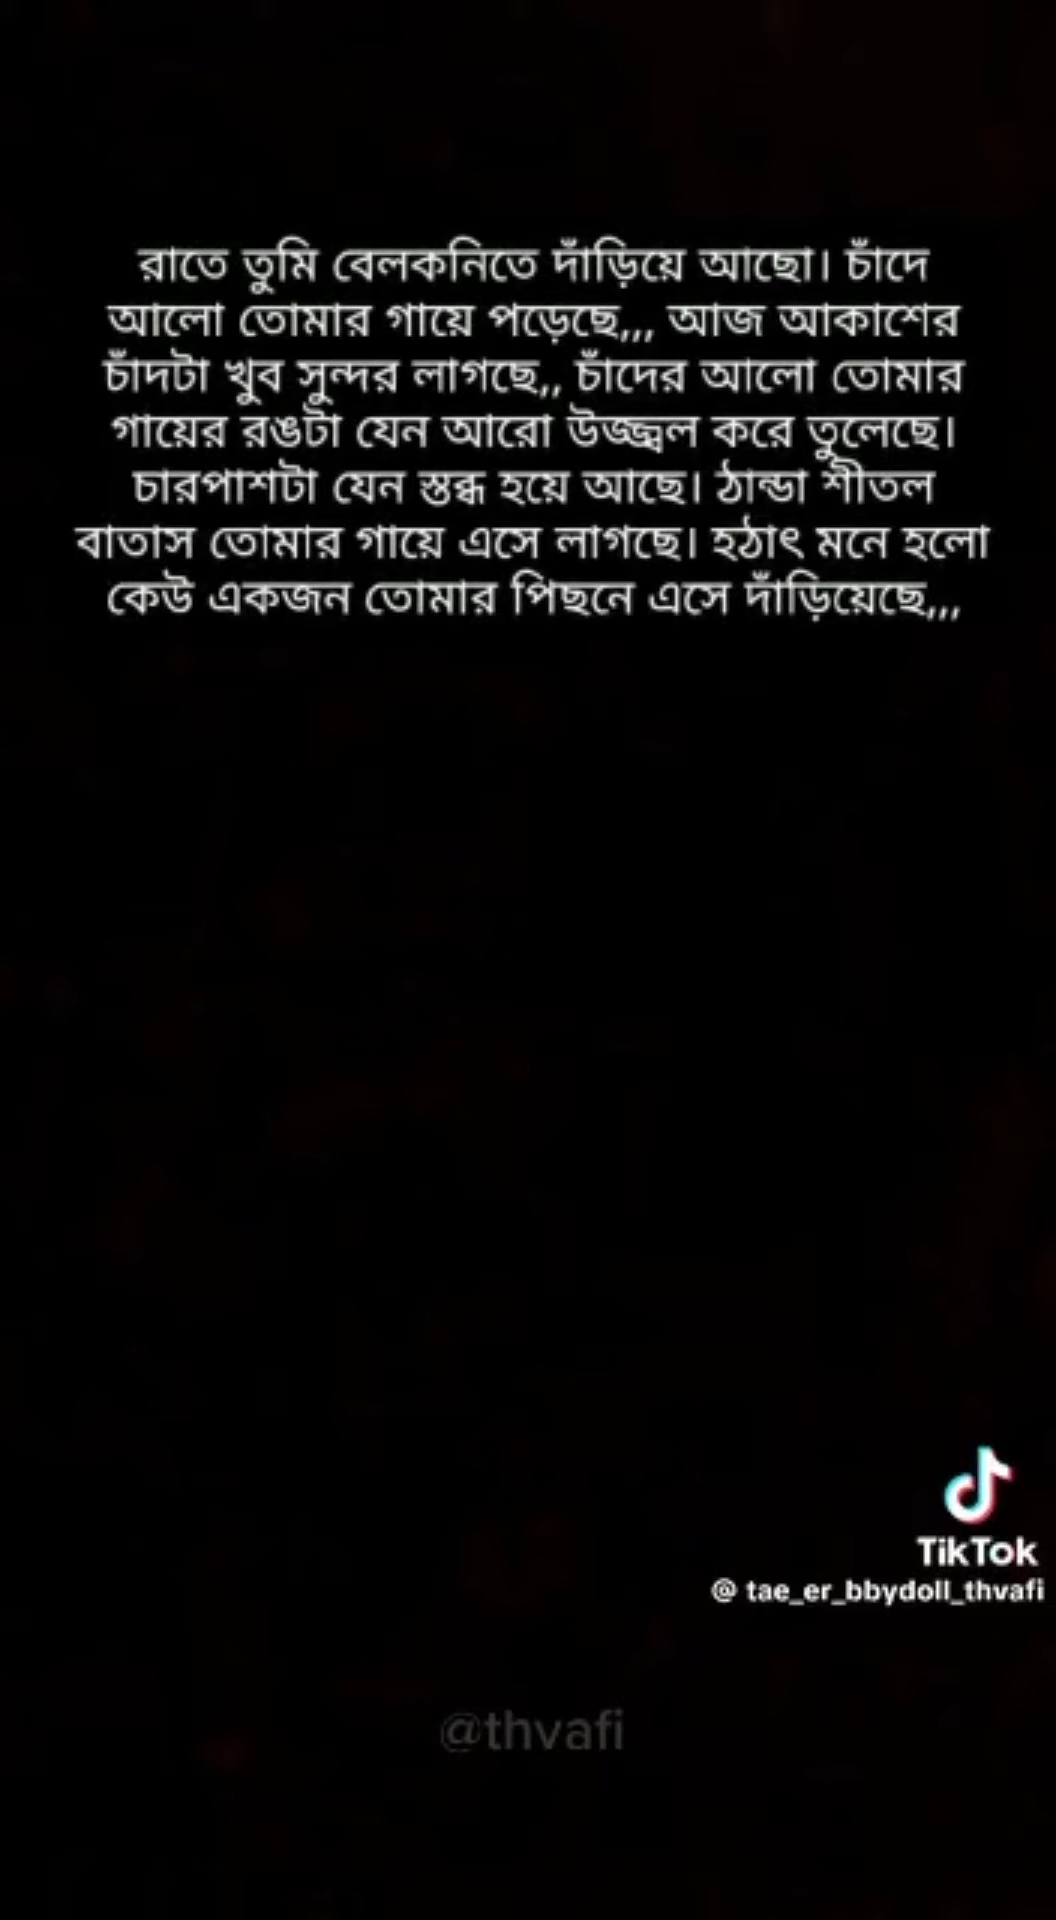 রাতে তুমি বেলকনিতে দাঁড়িয়ে আছো। চাঁদে
আলো তোমার গায়ে পড়েছে,,, আজ আকাশের
চাঁদটা খুব সুন্দর লাগছে,, চাঁদের আলো তোমার
গায়ের রঙটা যেন আরো উজ্জ্বল করে তুলেছে।
চারপাশটা যেন স্তব্ধ হয়ে আছে। ঠান্ডা শীতল
বাতাস তোমার গায়ে এসে লাগছে। হঠাৎ মনে হলো
কেউ একজন তোমার পিছনে এসে দাঁড়িয়েছে,,,
TikTok
@ tae_er_bbydoll_thvafi
@thvafi